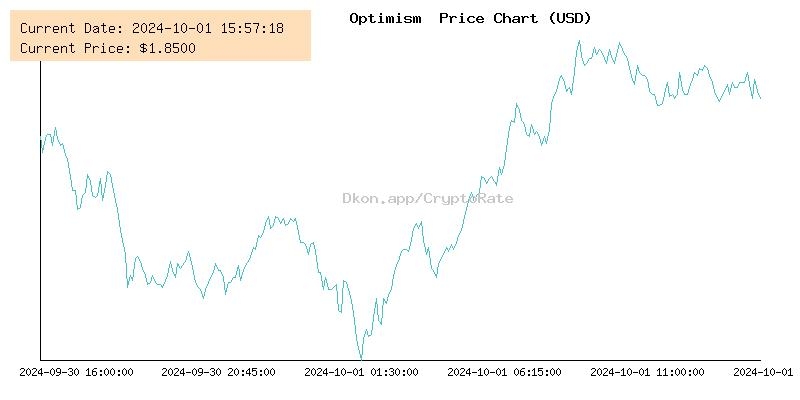 Optimism  Price Chart (USD)
Current Date: 2024-10-01 15:57:18
Current Price: $1.8500
Dkon.app/CryptoRate
2024-09-30 16:00:00 2024-09-30 20:45:00 2024-10-01 01:30:00 2024-10-01 06:15:00 2024-10-01 11:00:00 2024-10-01